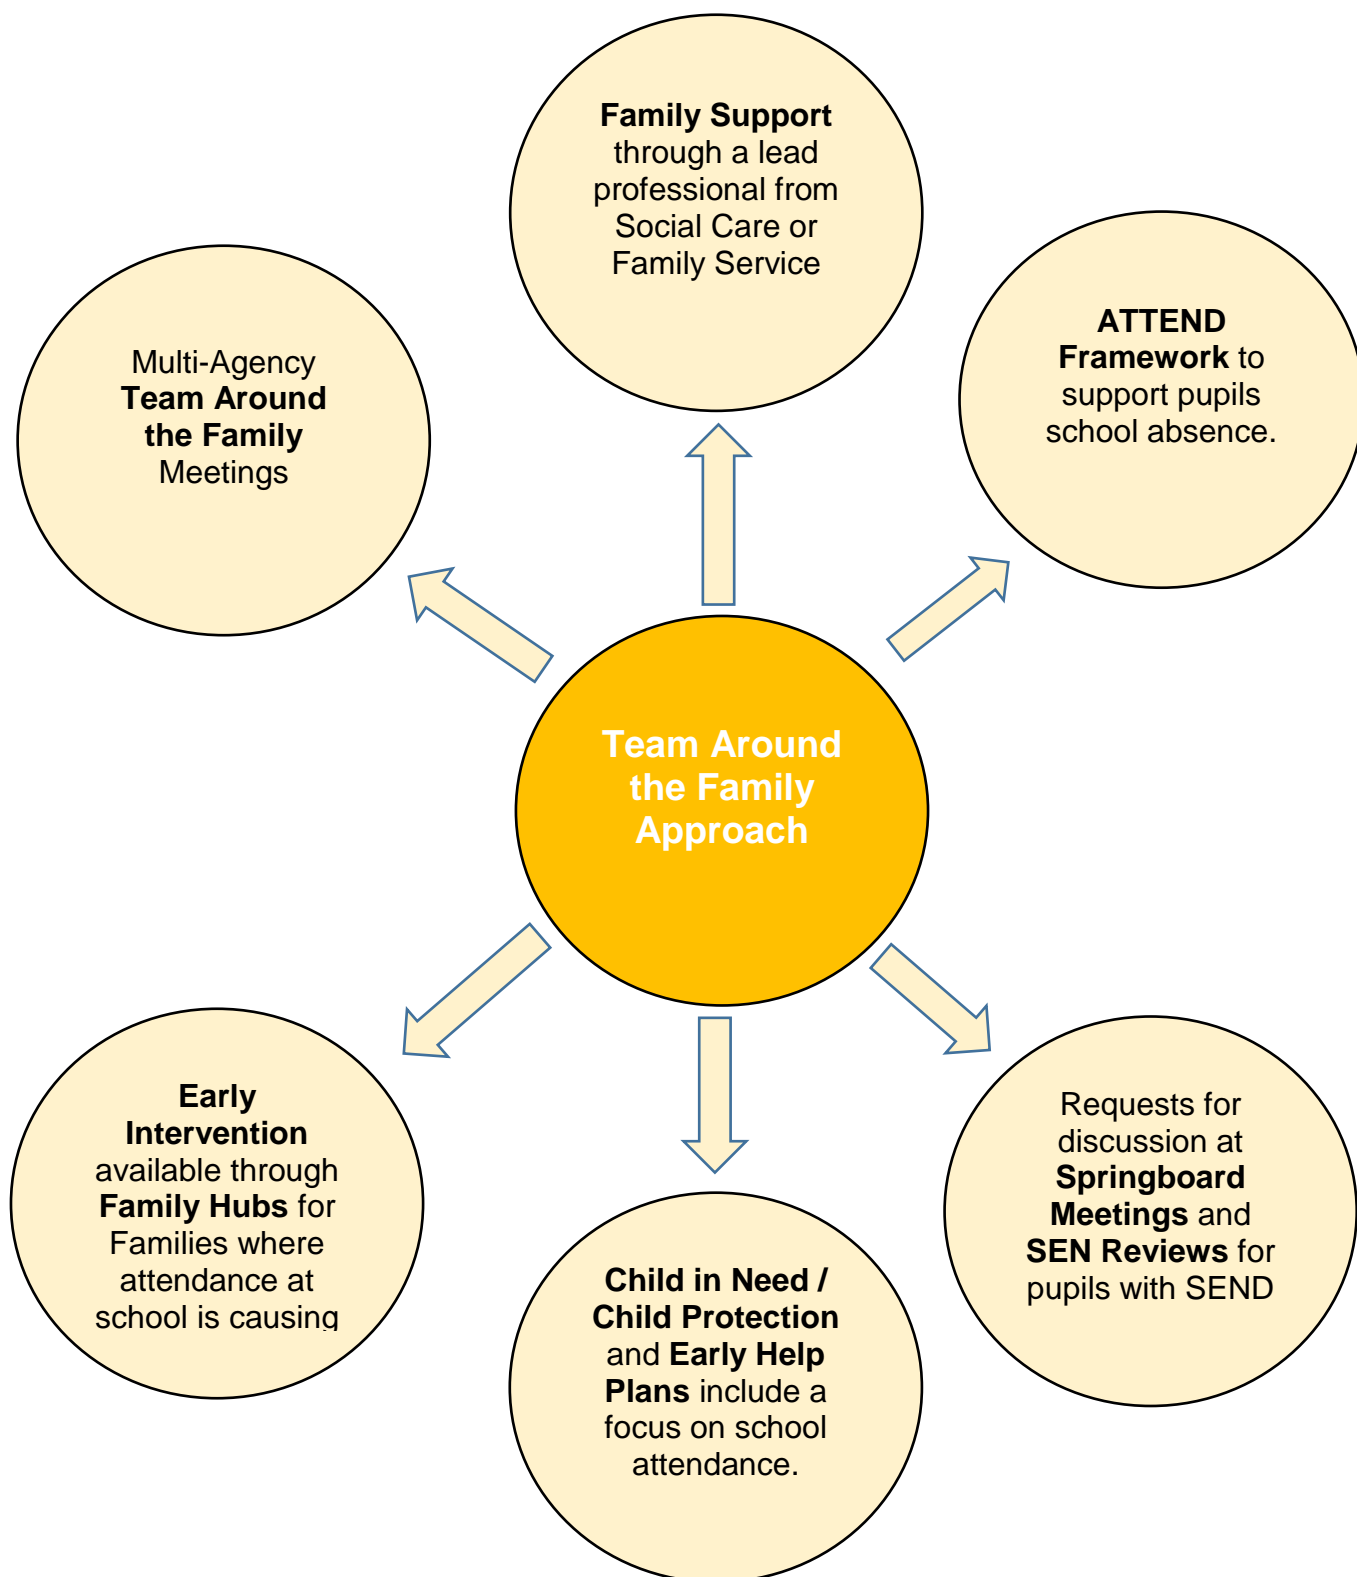 Family Support
through a lead
professional from
Social Care or
Family Service
ATTEND
Framework to
support pupils
school absence.
Multi-Agency
Team Around
the Family
Meetings
Team Around
the Family
Approach
Early
Intervention
available through
Family Hubs for
Families where
attendance at
school is causing
Requests for
discussion at
Springboard
Meetings and
SEN Reviews for
pupils with SEND
Child in Need /
Child Protection
and Early Help
Plans include a
focus on school
attendance.